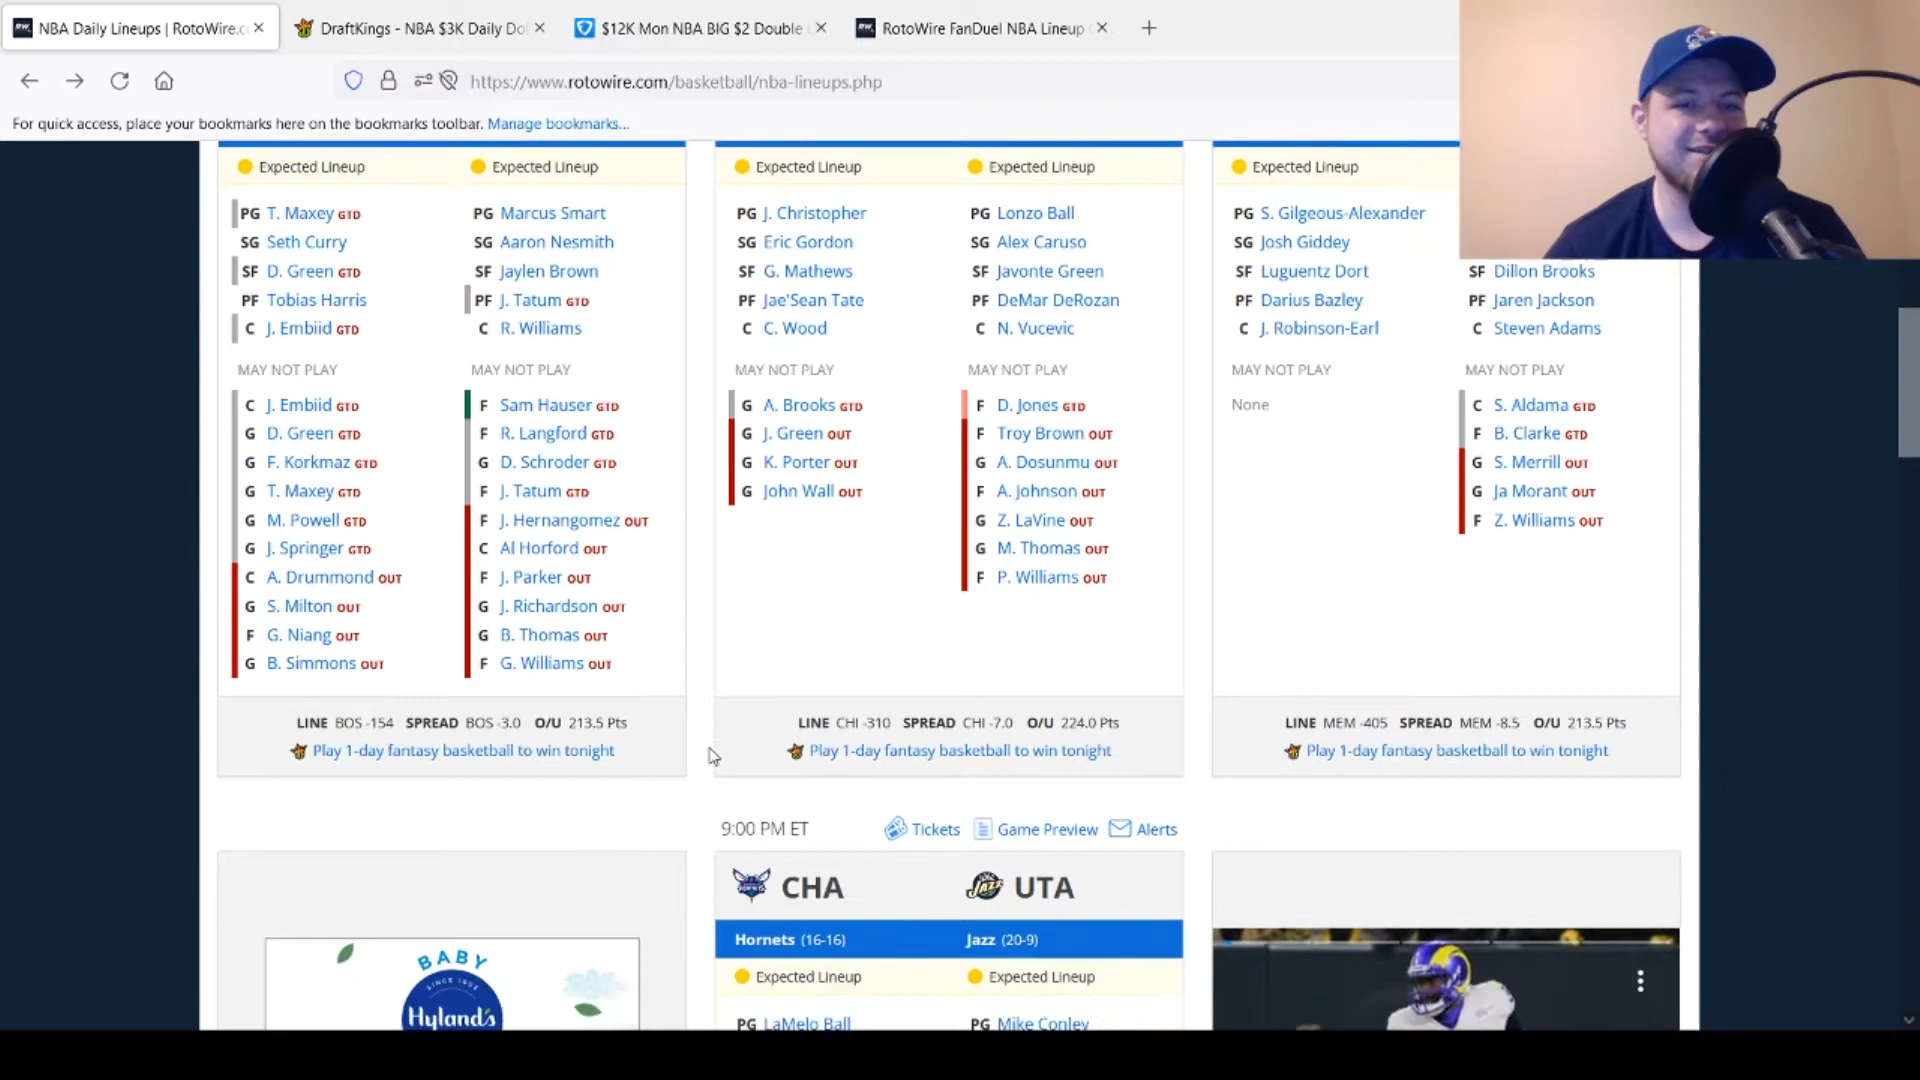 NBA Daily Lineups | RotoWire.c
DraftKings - NBA $3K Daily Do
$12K Mon NBA BIG $2 Double
RotoWire FanDuel NBA Lineup
https://www.rotowire.com/basketball/nba-lineups.php
For quick access, place your bookmarks here on the bookmarks toolbar. Manage bookmarks...
Expected Lineup Expected Lineup
PG T. Maxey GTD PG Marcus Smart
SG Seth Curry SG Aaron Nesmith
SF D. Green GTD SF Jaylen Brown
PF Tobias Harris PF J. Tatum GTD
C J. Embiid GTD C R. Williams
MAY NOT PLAY MAY NOT PLAY
C J. Embiid GTD F Sam Hauser GTD
G D. Green GTD F R. Langford GTD
G F. Korkmaz GTD G D. Schroder GTD
G T. Maxey GTD F J. Tatum GTD
G M. Powell GTD F J. Hernangomez OUT
G J. Springer GTD C Al Horford OUT
C A. Drummond OUT F J. Parker OUT
G S. Milton OUT G J. Richardson OUT
F G. Niang OUT G B. Thomas OUT
G B. Simmons OUT F G. Williams OUT
LINE BOS -154 SPREAD BOS -3.0 O/U 213.5 Pts
Play 1-day fantasy basketball to win tonight
Expected Lineup Expected Lineup
PG J. Christopher PG Lonzo Ball
SG Eric Gordon SG Alex Caruso
SF G. Mathews SF Javonte Green
PF Jae'Sean Tate PF DeMar DeRozan
C C. Wood C N. Vucevic
MAY NOT PLAY MAY NOT PLAY
G A. Brooks GTD F D. Jones GTD
G J. Green OUT F Troy Brown OUT
G K. Porter OUT G A. Dosunmu OUT
G John Wall OUT F A. Johnson OUT
G Z. LaVine OUT
G M. Thomas OUT
F P. Williams OUT
LINE CHI -310 SPREAD CHI -7.0 O/U 224.0 Pts
Play 1-day fantasy basketball to win tonight
Expected Lineup
PG S. Gilgeous-Alexander
SG Josh Giddey
SF Luguentz Dort SF Dillon Brooks
PF Darius Bazley PF Jaren Jackson
C J. Robinson-Earl C Steven Adams
MAY NOT PLAY MAY NOT PLAY
None C S. Aldama GTD
F B. Clarke GTD
G S. Merrill OUT
G Ja Morant OUT
F Z. Williams OUT
LINE MEM -405 SPREAD MEM -8.5 O/U 213.5 Pts
Play 1-day fantasy basketball to win tonight
9:00 PM ET Tickets Game Preview Alerts
CHA UTA
Hornets (16-16) Jazz (20-9)
Expected Lineup Expected Lineup
PG LaMelo Ball PG Mike Conley
BABY
SINCE 1903
Hyland's